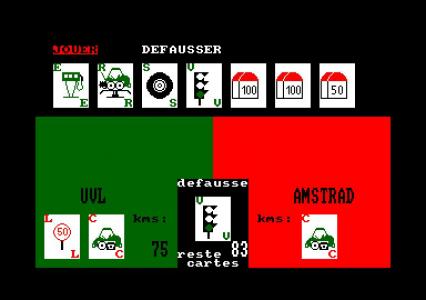 JOUER DEFAUSSER
E R S V
100 100 50
E R S V
UVL defausse AMSTRAD
L C V C
50 kms: kms:
75 83
L C V C
reste
cartes